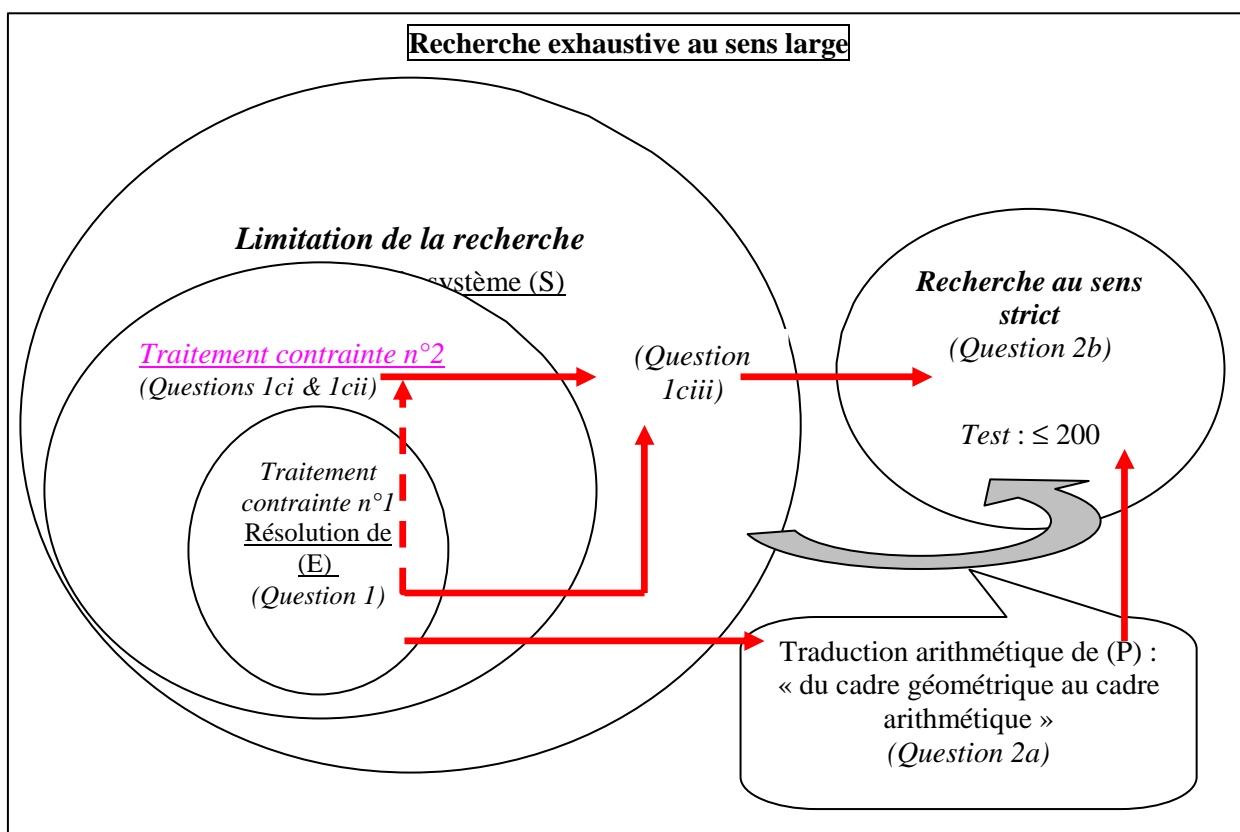 Recherche exhaustive au sens large
Limitation de la recherche
système (S)
Traitement contrainte n°2
(Questions 1ci & 1cii)
(Question
1ciii)
Traitement
contrainte n°1
Résolution de
(E)
(Question 1)
Recherche au sens
strict
(Question 2b)
Test : ≤ 200
Traduction arithmétique de (P) :
« du cadre géométrique au cadre
arithmétique »
(Question 2a)